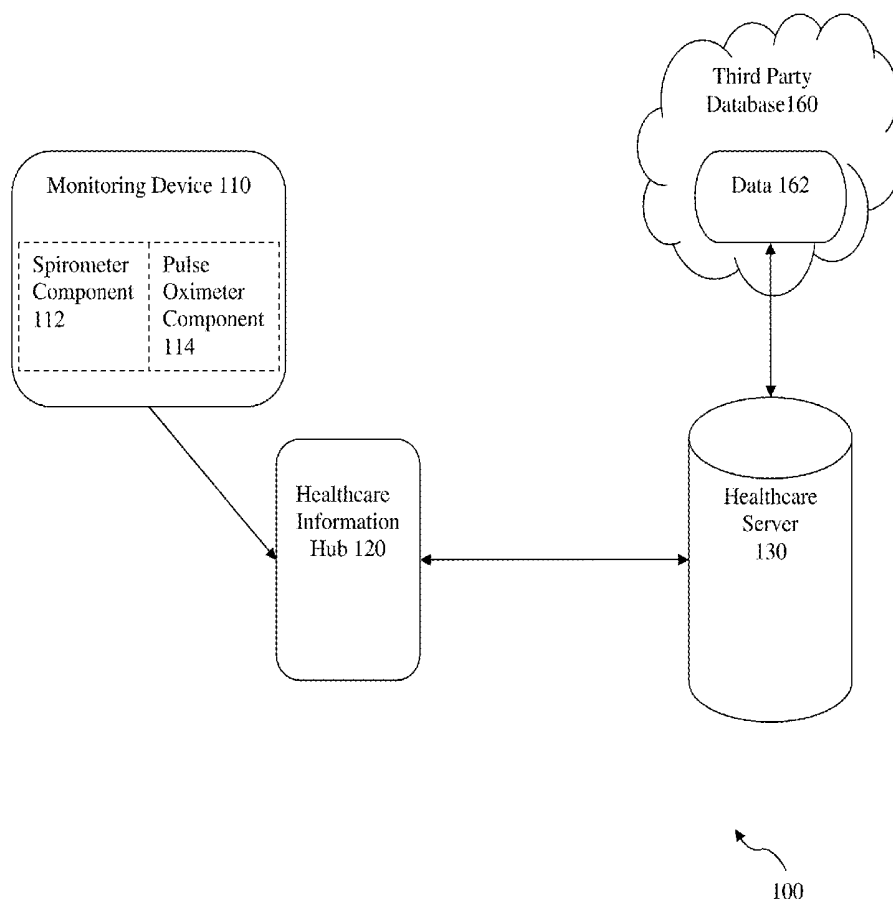 Third Party
Database160
Data 162
Monitoring Device 110
Spirometer
Component
112
Pulse
Oximeter
Component
114
Healthcare
Information
Hub 120
Healthcare
Server
130
100